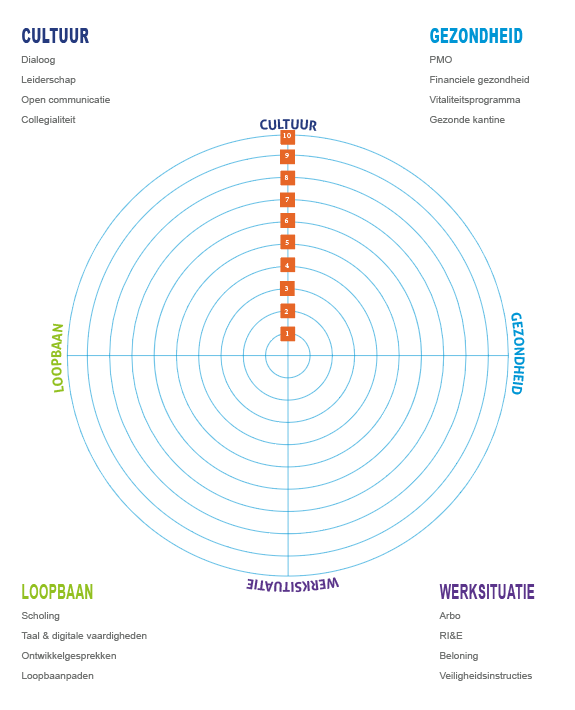 CULTUUR
Dialoog
Leiderschap
Open communicatie
Collegialiteit
GEZONDHEID
PMO
Financiele gezondheid
Vitaliteitsprogramma
Gezonde kantine
CULTUUR
10
9
8
7
6
5
4
3
2
1
LOOPBAAN
GEZONDHEID
WERKSITUATIE
LOOPBAAN
Scholing
Taal & digitale vaardigheden
Ontwikkelgesprekken
Loopbaanpaden
WERKSITUATIE
Arbo
RI&E
Beloning
Veiligheidsinstructies